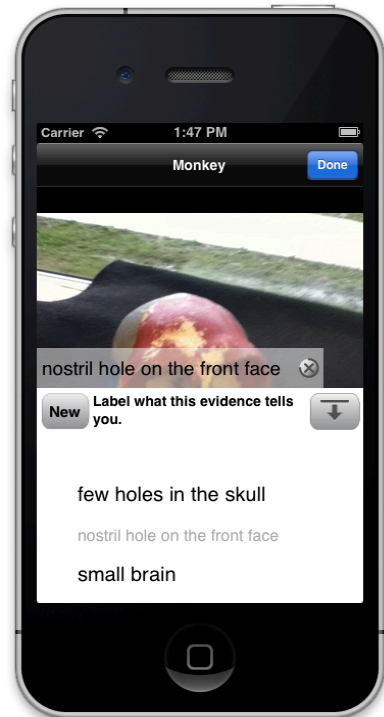 Carrier 1:47 PM
Monkey Done
nostril hole on the front face
New Label what this evidence tells
you.
few holes in the skull
nostril hole on the front face
small brain